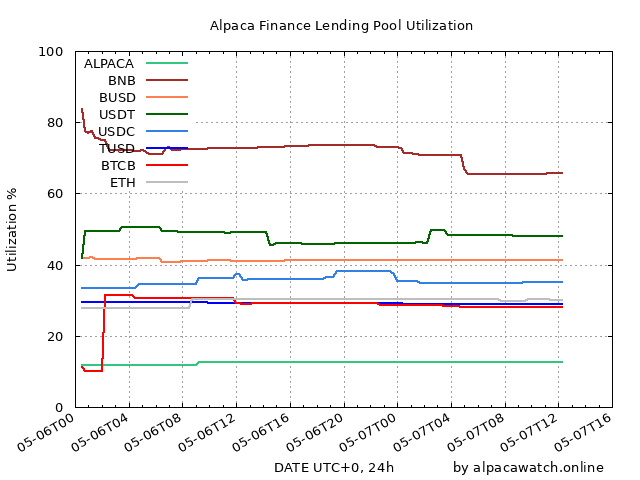 Alpaca Finance Lending Pool Utilization
Utilization %
100
80
60
40
20
0
ALPACA
BNB
BUSD
USDT
USDC
TUSD
BTCB
ETH
05-06T00
05-06T04
05-06T08
05-06T12
05-06T16
05-06T20
05-07T00
05-07T04
05-07T08
05-07T12
05-07T16
DATE UTC+0, 24h
by alpacawatch.online